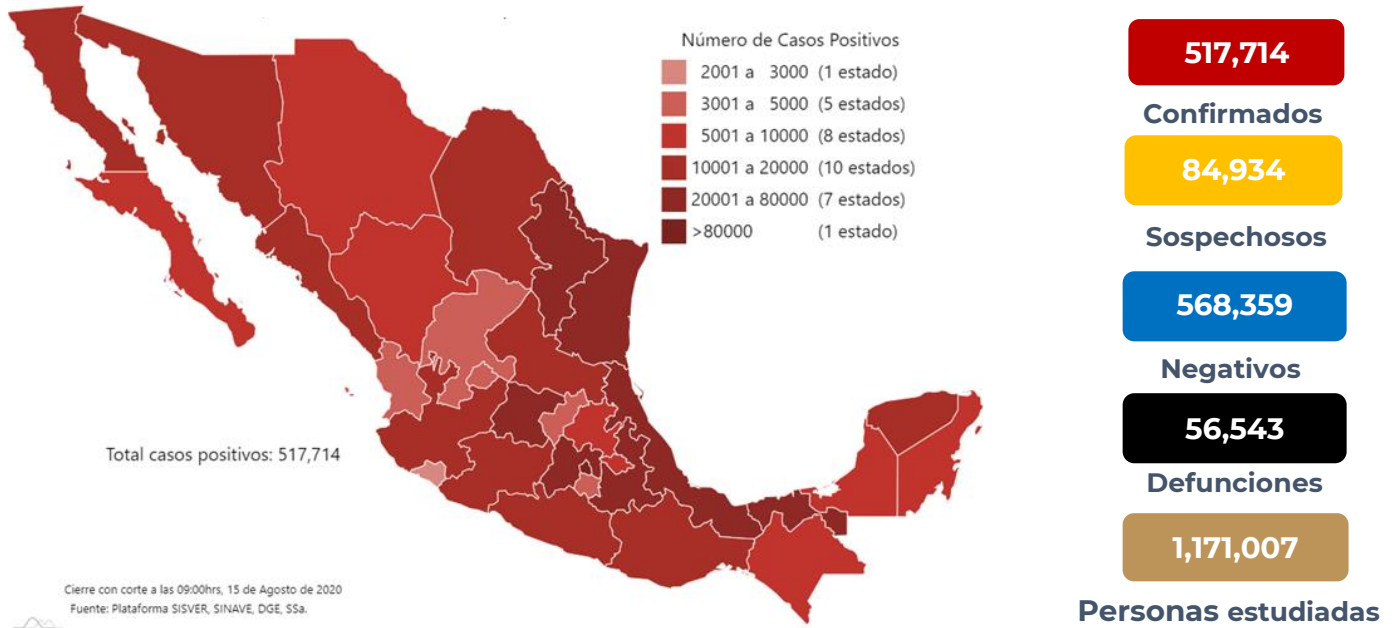 Número de Casos Positivos
2001 a 3000 (1 estado)
3001 a 5000 (5 estados)
5001 a 10000 (8 estados)
10001 a 20000 (10 estados)
20001 a 80000 (7 estados)
>80000 (1 estado)
Total casos positivos: 517,714
Cierre con corte a las 09:00hrs, 15 de Agosto de 2020
Fuente: Plataforma SISVER, SINAVE, DGE, SSa.
517,714
Confirmados
84,934
Sospechosos
568,359
Negativos
56,543
Defunciones
1,171,007
Personas estudiadas